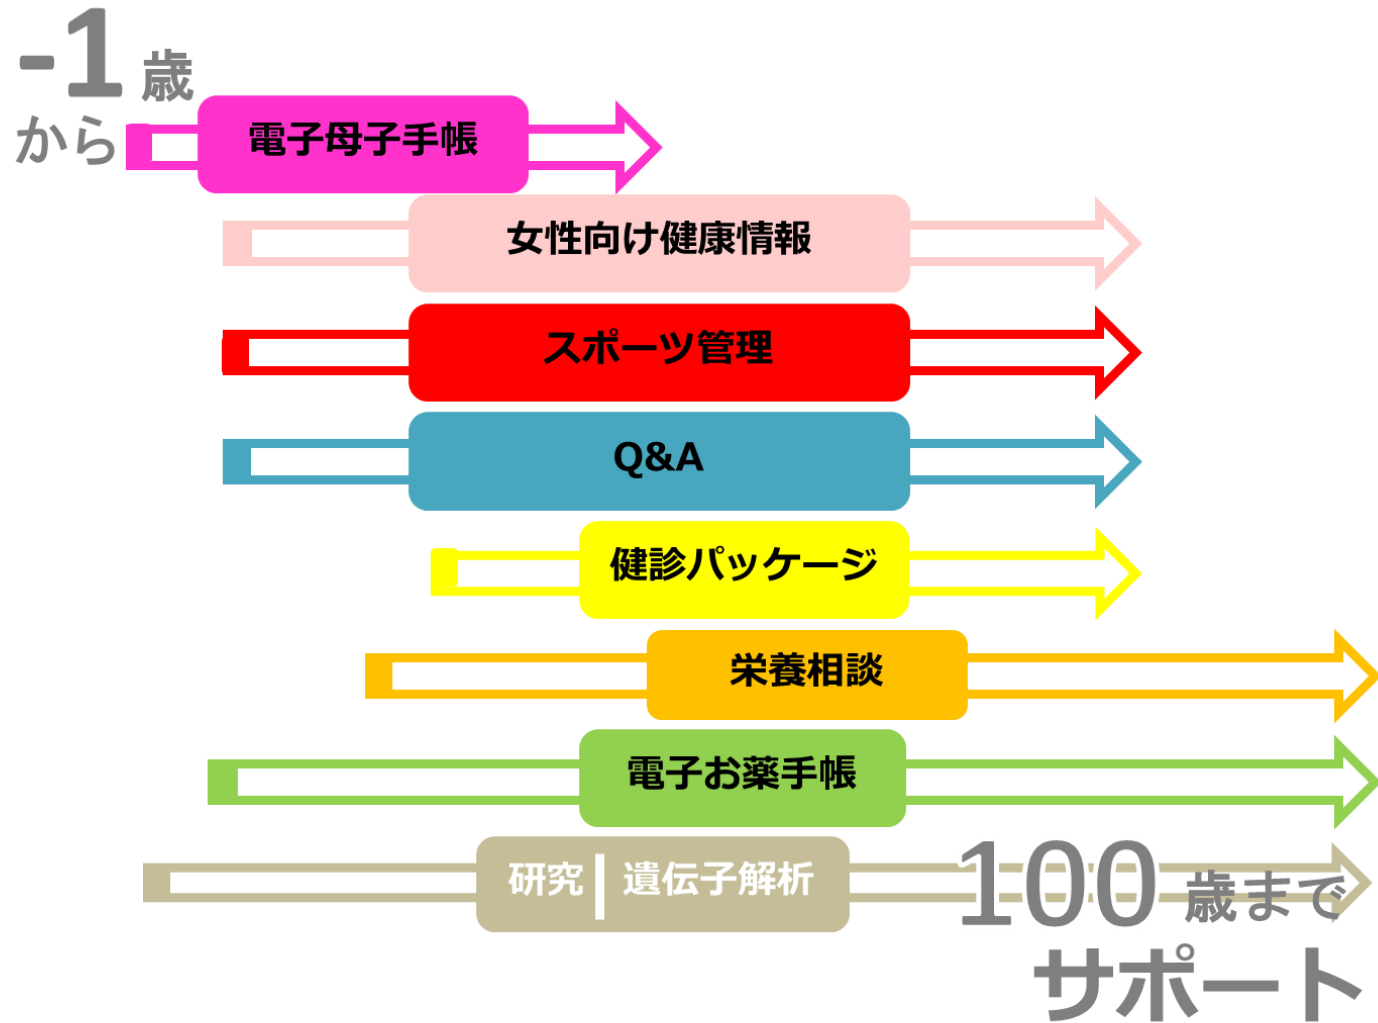 -1 歳
から
電子母子手帳
女性向け健康情報
スポーツ管理
Q&A
健診パッケージ
栄養相談
電子お薬手帳
研究 遺伝子解析
100 歳まで
サポート